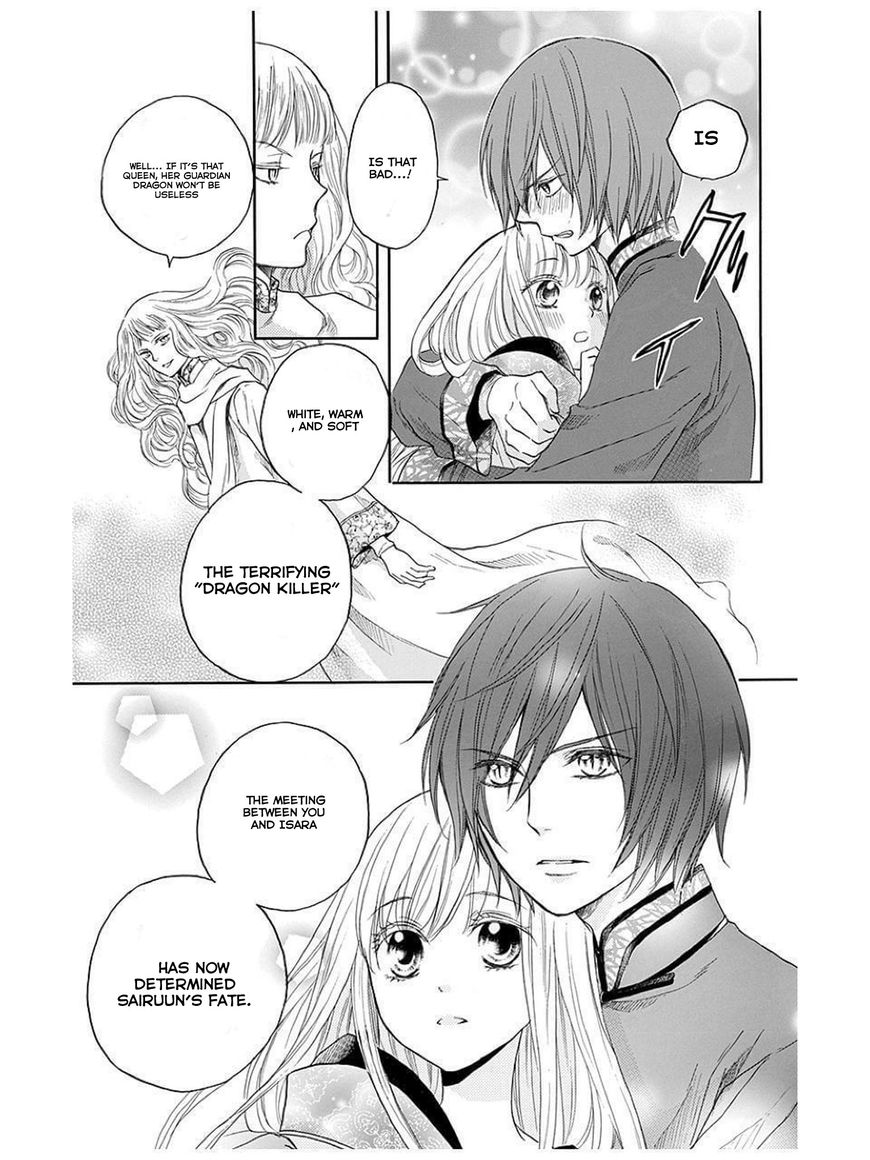 IS
IS THAT
BAD...!
WELL... IF IT'S THAT
QUEEN, HER GUARDIAN
DRAGON WON'T BE
USELESS
WHITE, WARM
, AND SOFT
THE TERRIFYING
"DRAGON KILLER"
THE MEETING
BETWEEN YOU
AND ISARA
HAS NOW
DETERMINED
SAIRUUN'S FATE.